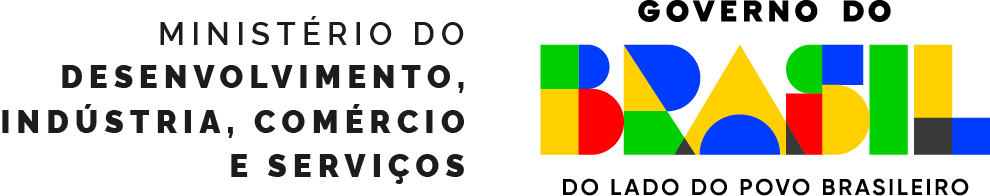 MINISTÉRIO DO
DESENVOLVIMENTO,
INDÚSTRIA, COMÉRCIO
E SERVIÇOS
GOVERNO DO
BRASIL
DO LADO DO POVO BRASILEIRO